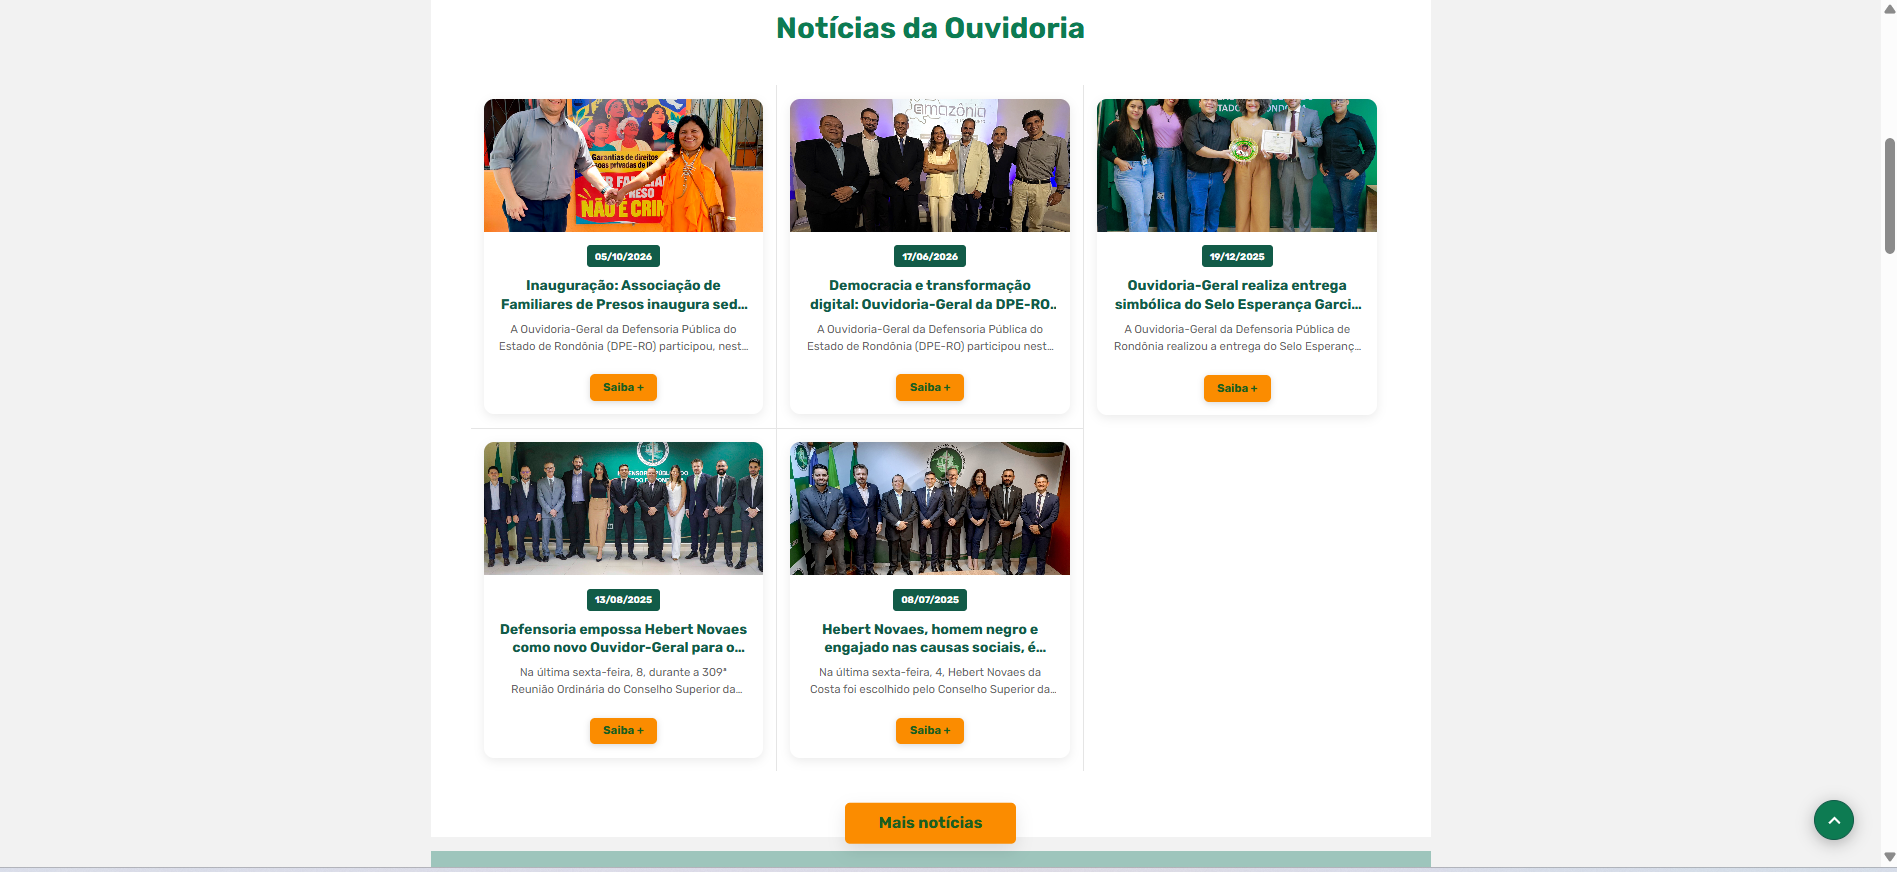 Notícias da Ouvidoria
Garantias de direitos
NÃO É CRIM
amazônia
05/10/2026
Inauguração: Associação de
Familiares de Presos inaugura sed...
A Ouvidoria-Geral da Defensoria Pública do
Estado de Rondônia (DPE-RO) participou, nest...
Saiba +
17/06/2026
Democracia e transformação
digital: Ouvidoria-Geral da DPE-RO..
A Ouvidoria-Geral da Defensoria Pública do
Estado de Rondônia (DPE-RO) participou nest...
Saiba +
19/12/2025
Ouvidoria-Geral realiza entrega
simbólica do Selo Esperança Garci...
A Ouvidoria-Geral da Defensoria Pública de
Rondônia realizou a entrega do Selo Esperanç...
Saiba +
13/08/2025
Defensoria empossa Hebert Novaes
como novo Ouvidor-Geral para o...
Na última sexta-feira, 8, durante a 309ª
Reunião Ordinária do Conselho Superior da...
Saiba +
08/07/2025
Hebert Novaes, homem negro e
engajado nas causas sociais, é...
Na última sexta-feira, 4, Hebert Novaes da
Costa foi escolhido pelo Conselho Superior da...
Saiba +
Mais notícias